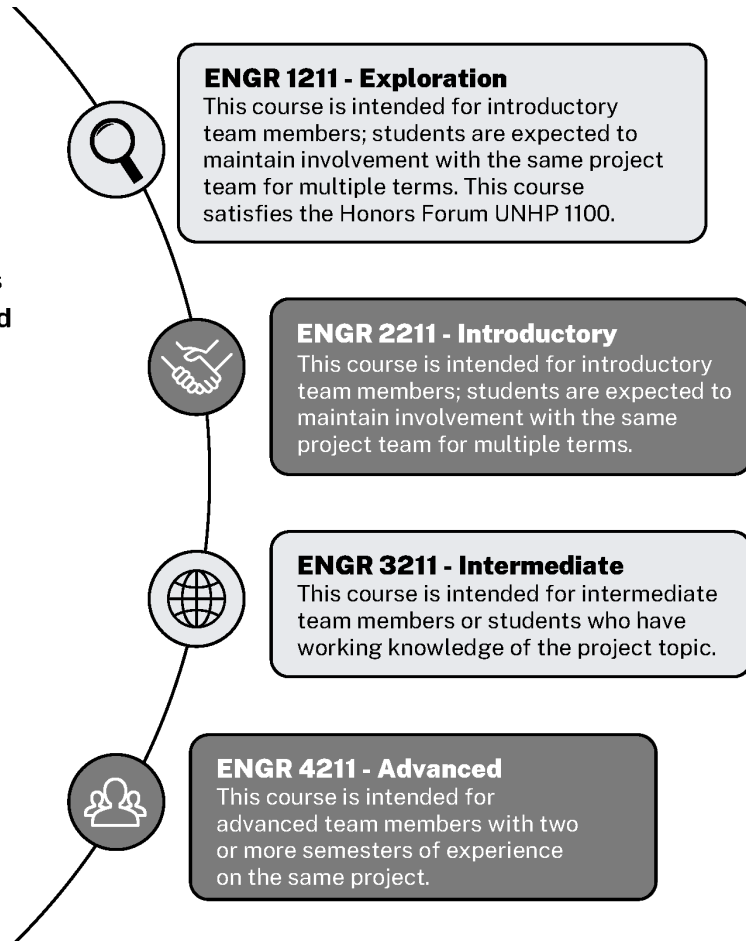 ENGR 1211 - Exploration
This course is intended for introductory
team members; students are expected to
maintain involvement with the same project
team for multiple terms. This course
satisfies the Honors Forum UNHP 1100.
s
d
ENGR 2211 - Introductory
This course is intended for introductory
team members; students are expected to
maintain involvement with the same
project team for multiple terms.
ENGR 3211 - Intermediate
This course is intended for intermediate
team members or students who have
working knowledge of the project topic.
ENGR 4211 - Advanced
This course is intended for
advanced team members with two
or more semesters of experience
on the same project.